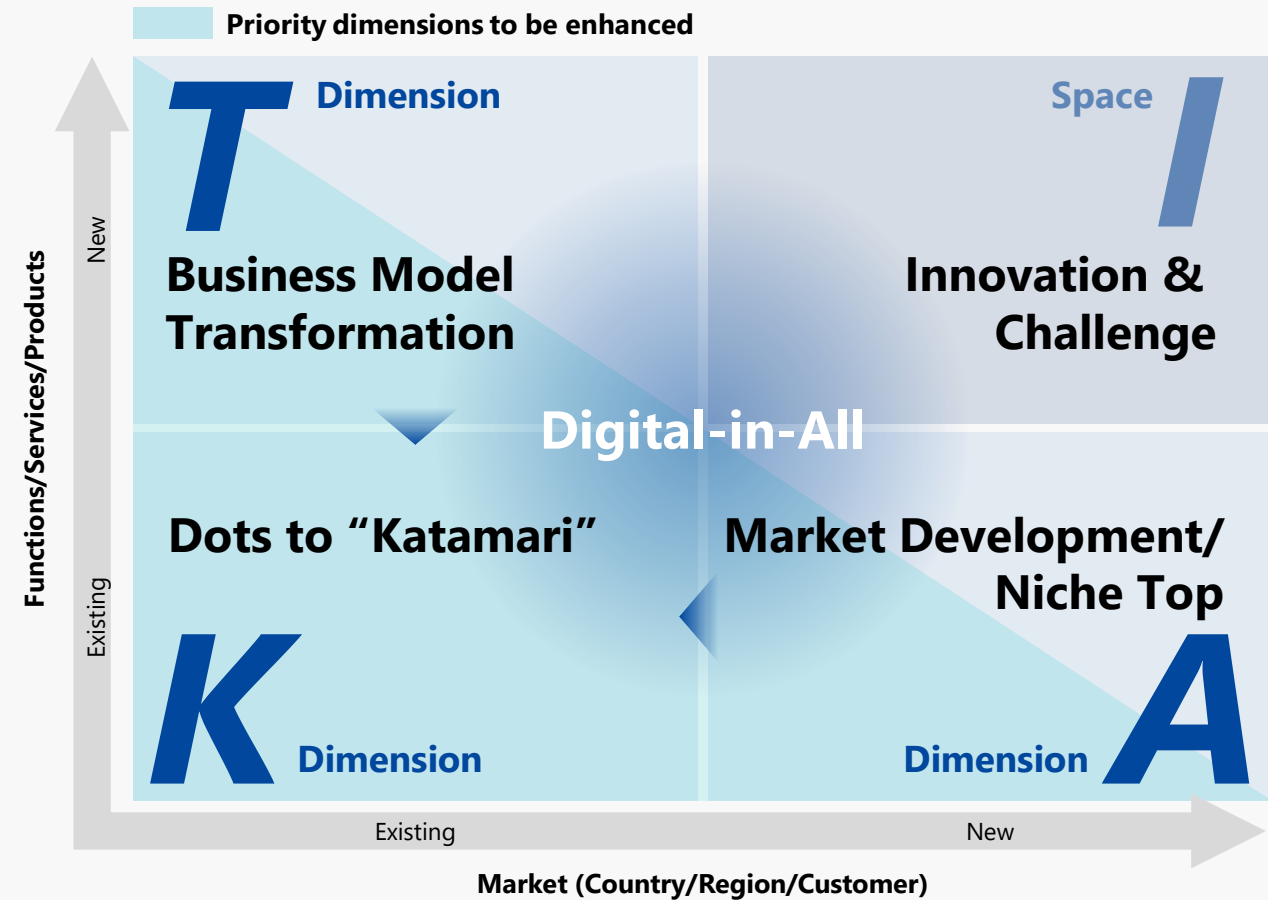 Priority dimensions to be enhanced
T Dimension
Space I
Business Model
Transformation
Innovation &
Challenge
Digital-in-All
Dots to “Katamari”
Market Development/
Niche Top
K Dimension
Dimension A
Functions/Services/Products
New
Existing
Existing
New
Market (Country/Region/Customer)